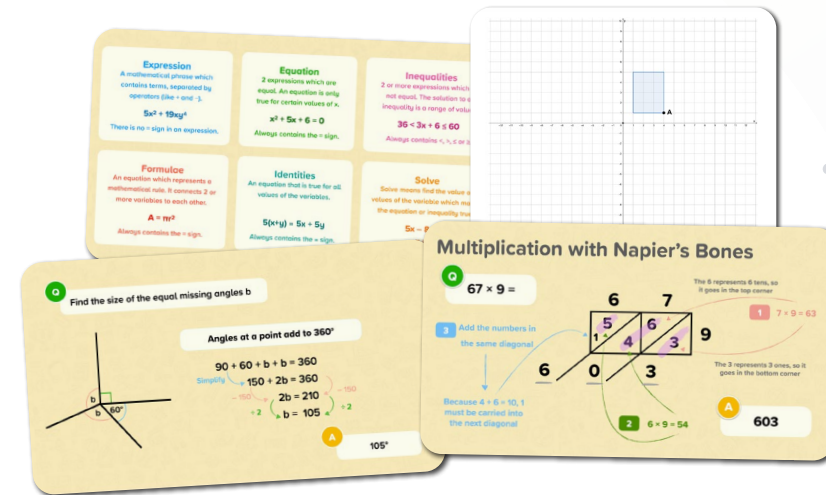 Expression
A mathematical phrase which
contains terms, separated by
operators (like + and -).
5x² + 19xy⁴
There is no = sign in an expression.
Equation
2 expressions which are
equal. An equation is only
true for certain values of x.
x² + 5x + 6 = 0
Always contains the = sign.
Inequalities
2 or more expressions which
not equal. The solution to
inequality is a range of
36 < 3x + 6 ≤ 60
Always contains <, >, ≤ or
Formulae
An equation which represents a
mathematical rule. It connects 2 or
more variables to each other.
A = πr²
Always contains the = sign.
Identities
An equation that is true for all
values of the variables.
5(x+y) = 5x + 5y
Always contains the = sign.
Solve
Solve means find the value
values of the variable which
the equation or inequality
5x –
A
Q
Find the size of the equal missing angles b
Angles at a point add to 360°
90 + 60 + b + b = 360
Simplify
150 + 2b = 360
– 150
– 150
2b = 210
÷ 2
÷ 2
b = 105
b
b
60°
A
105°
Multiplication with Napier's Bones
Q
67 × 9 =
3 Add the numbers in
the same diagonal
Because 4 + 6 = 10, 1
must be carried into
the next diagonal
6 7
5 6
1 4 3
9
6 0 3
The 6 represents 6 tens, so
it goes in the top corner
1 7 × 9 = 63
The 3 represents 3 ones, so it
goes in the bottom corner
2 6 × 9 = 54
A
603